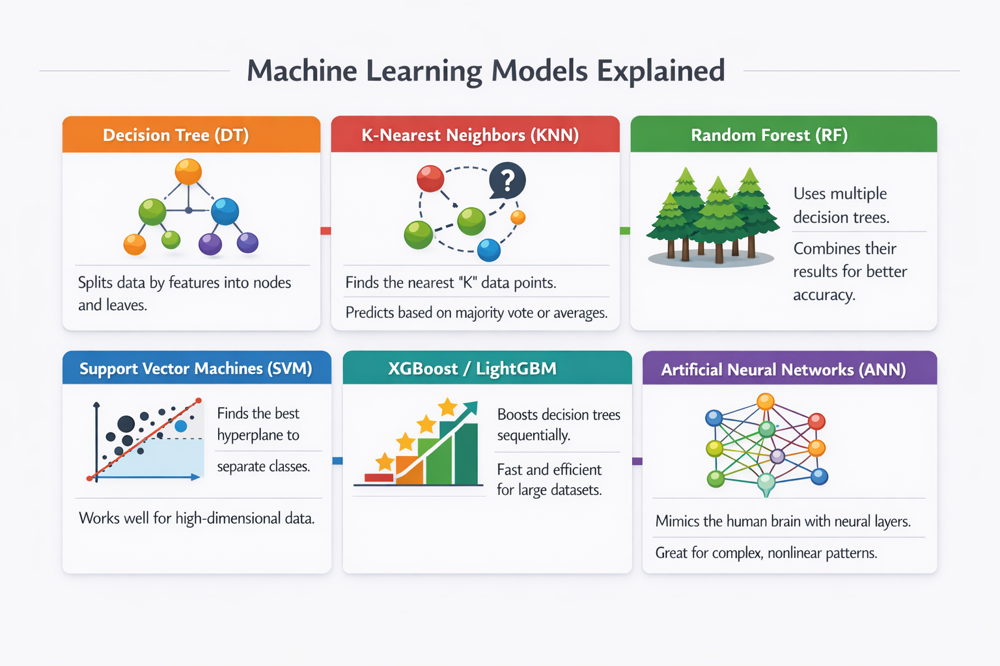 Machine Learning Models Explained
Decision Tree (DT)
Splits data by features into nodes
and leaves.
K-Nearest Neighbors (KNN)
?
Finds the nearest "K" data points.
Predicts based on majority vote or averages.
Random Forest (RF)
Uses multiple
decision trees.
Combines their
results for better
accuracy.
Support Vector Machines (SVM)
Finds the best
hyperplane to
separate classes.
Works well for high-dimensional data.
XGBoost / LightGBM
Boosts decision trees
sequentially.
Fast and efficient
for large datasets.
Artificial Neural Networks (ANN)
Mimics the human brain with neural layers.
Great for complex, nonlinear patterns.